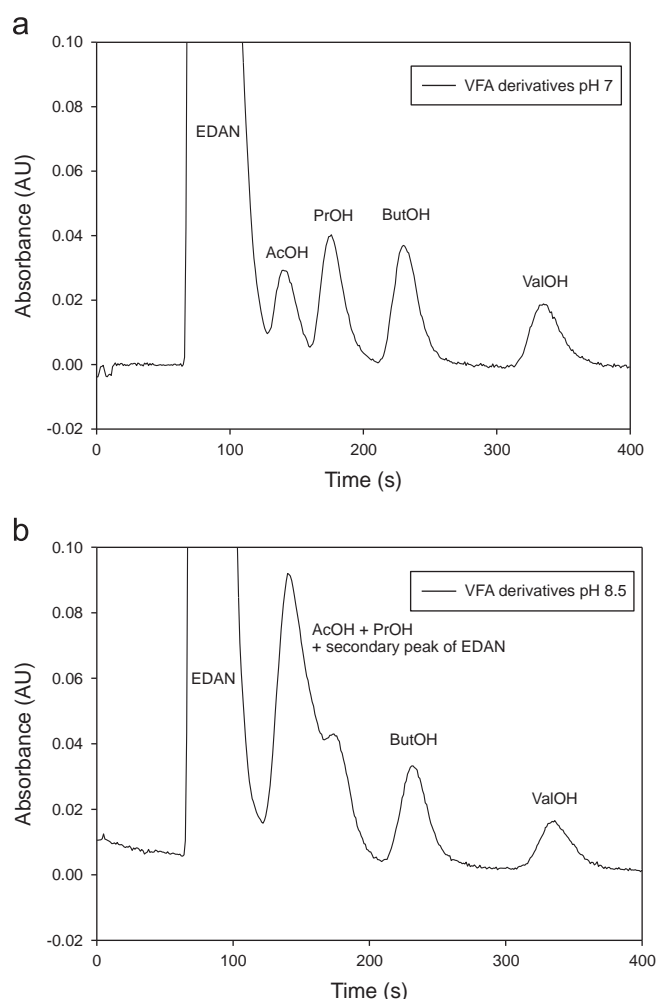 a
0.10
VFA derivatives pH 7
0.08
EDAN
0.06
PrOH
ButOH
0.04
AcOH
ValOH
0.02
0.00
-0.02
Absorbance (AU)
0 100 200 300 400
Time (s)
b
0.10
VFA derivatives pH 8.5
0.08
AcOH + PrOH
+ secondary peak of EDAN
EDAN
0.06
0.04
ButOH
ValOH
0.02
0.00
-0.02
Absorbance (AU)
0 100 200 300 400
Time (s)